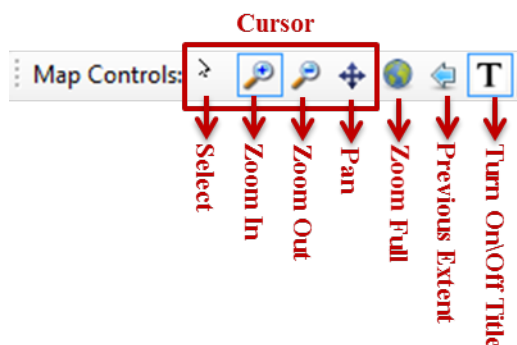 Cursor
Map Controls:
T
Select
Zoom In
Zoom Out
Pan
Zoom Full
Previous Extent
Turn On\Off Title